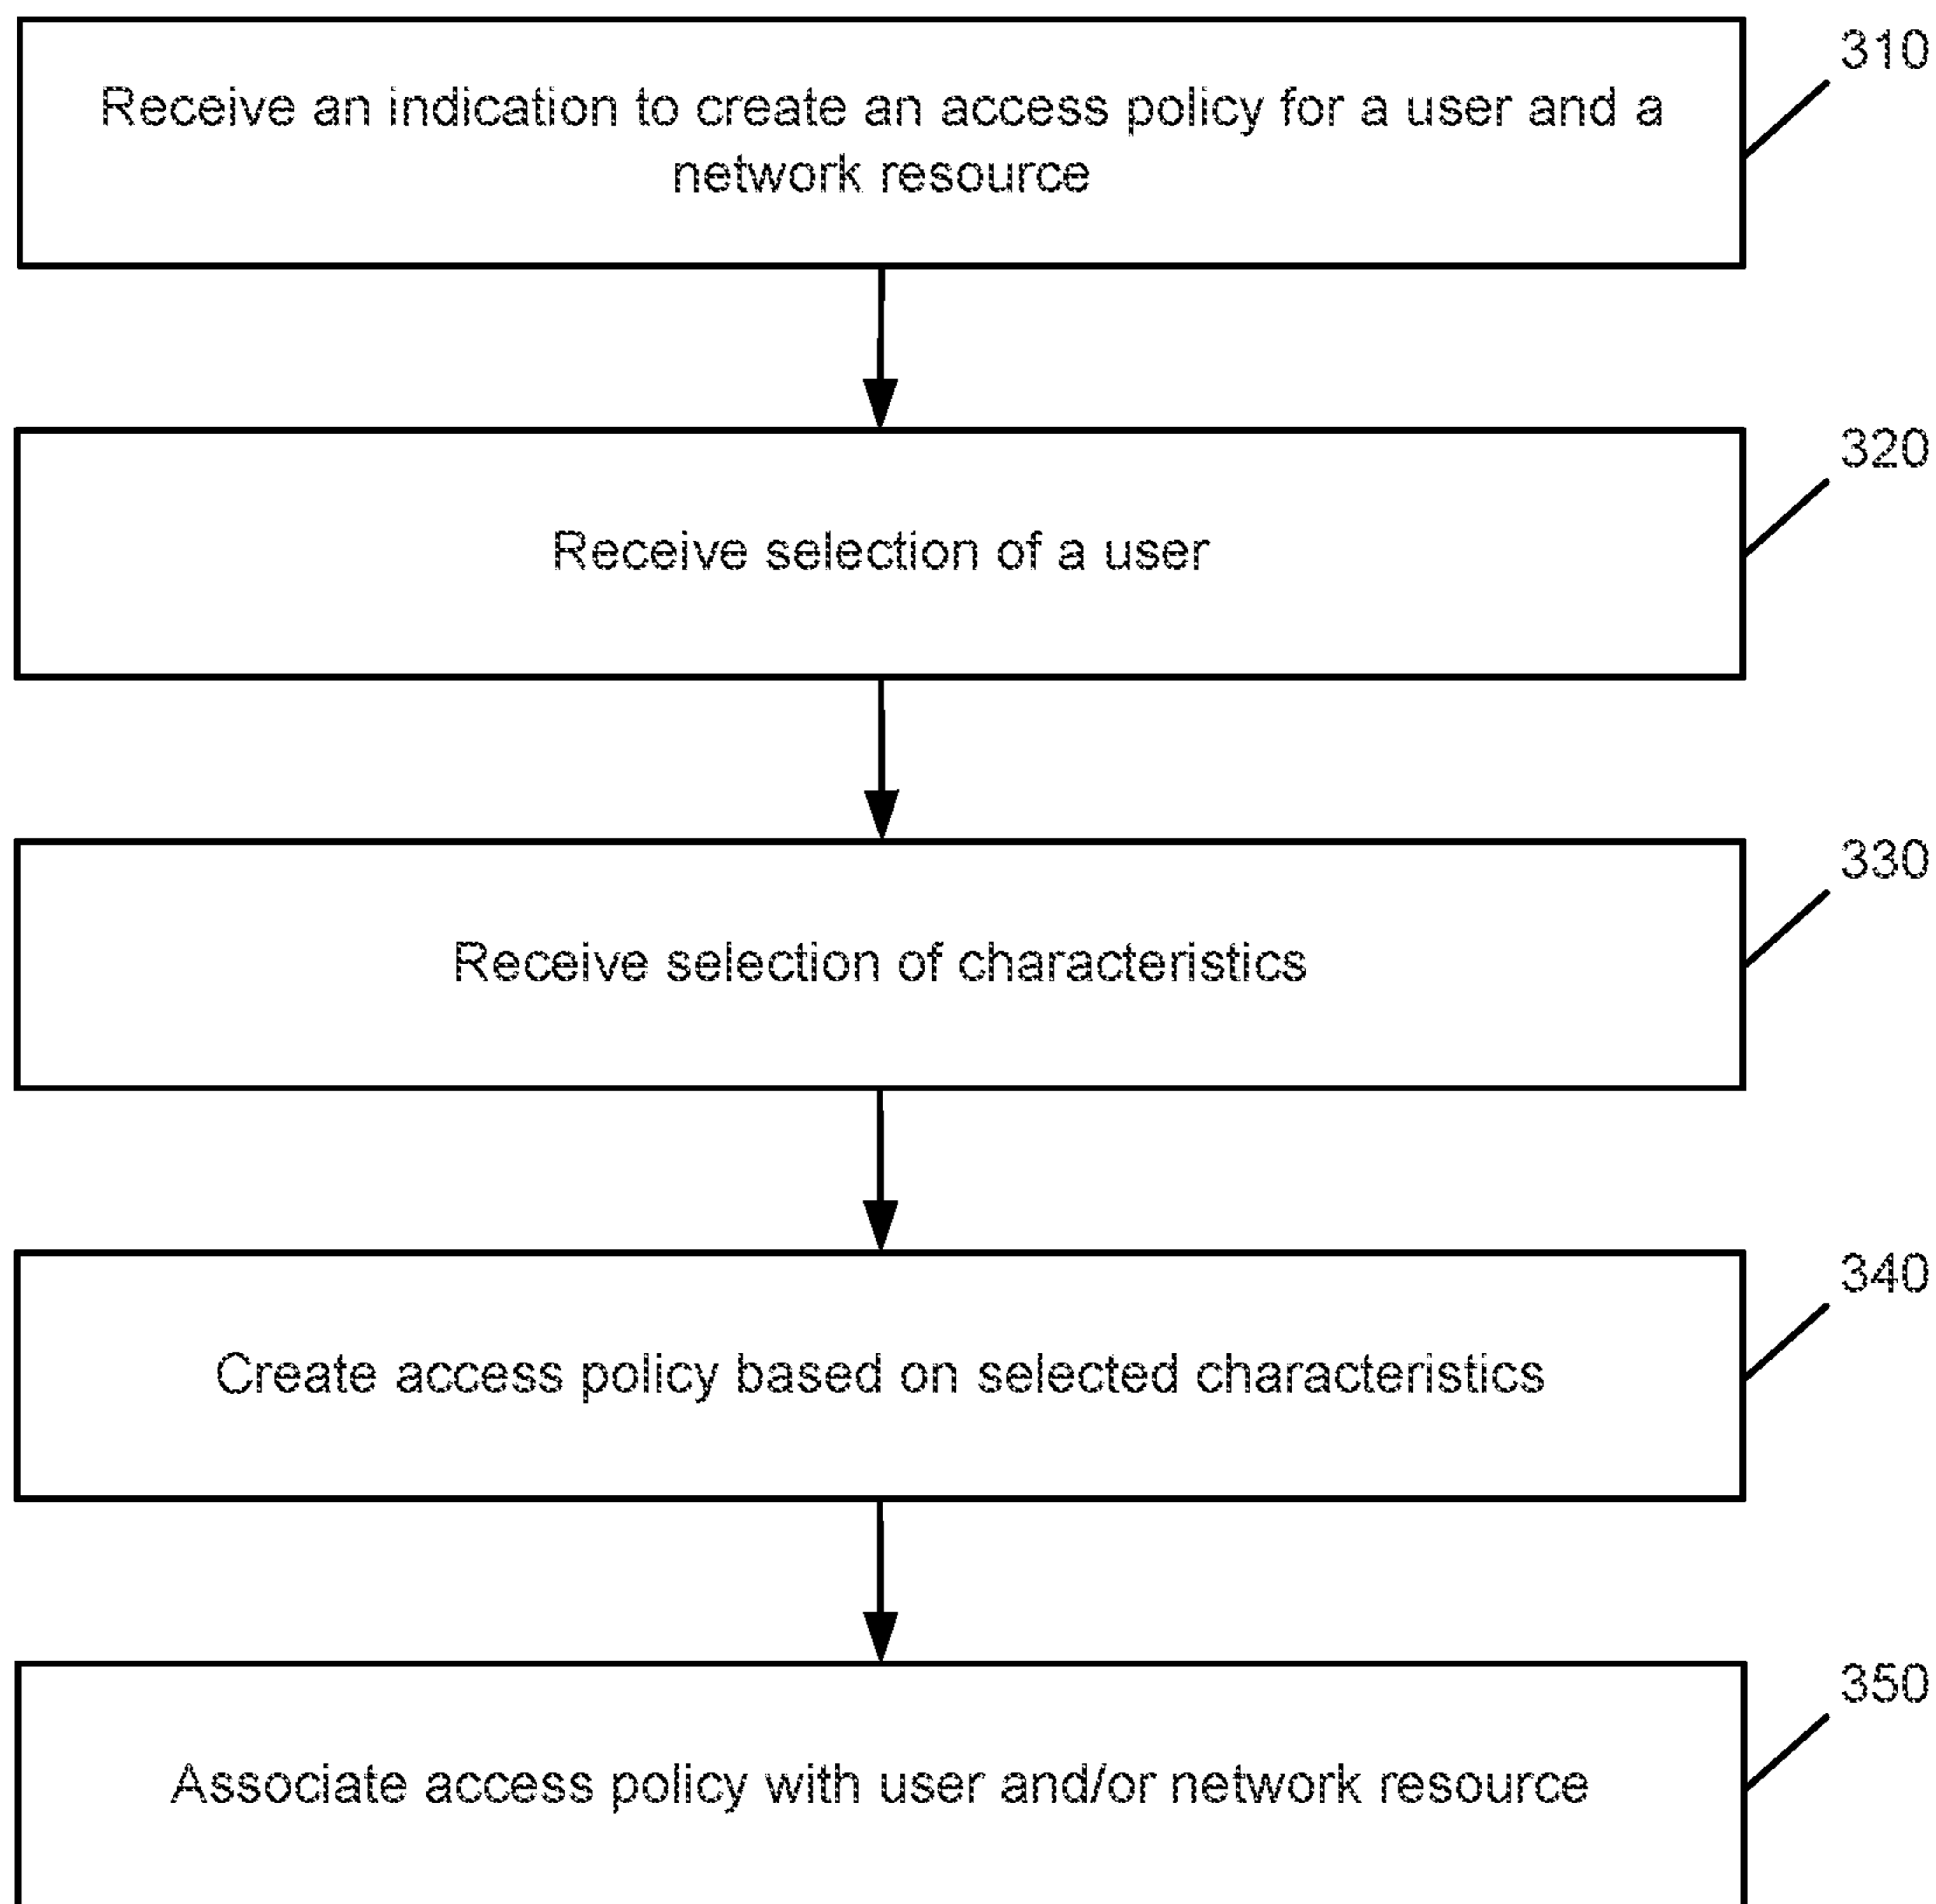 310
Receive an indication to create an access policy for a user and a
network resource
320
Receive selection of a user
330
Receive selection of characteristics
340
Create access policy based on selected characteristics
350
Associate access policy with user and/or network resource